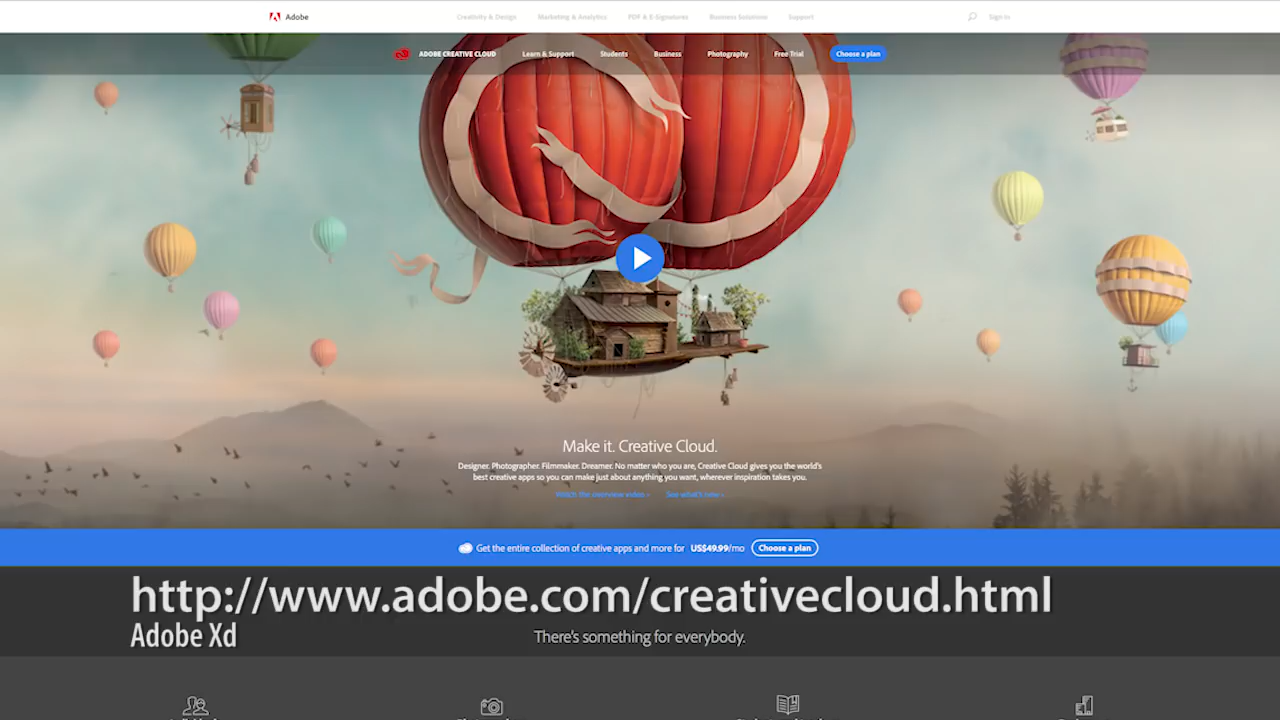 Adobe
Creativity & Design Marketing & Analytics PDF & E-Signatures Business Solutions Support Sign In
ADOBE CREATIVE CLOUD Learn & Support Students Business Photography Free Trial Choose a plan
Make it. Creative Cloud.
Designer. Photographer. Filmmaker. Dreamer. No matter who you are, Creative Cloud gives you the world's
best creative apps so you can make just about anything you want, wherever inspiration takes you.
Watch the overview video › See what's new ›
Get the entire collection of creative apps and more for US$49.99/mo Choose a plan
http://www.adobe.com/creativecloud.html
Adobe Xd
There's something for everybody.